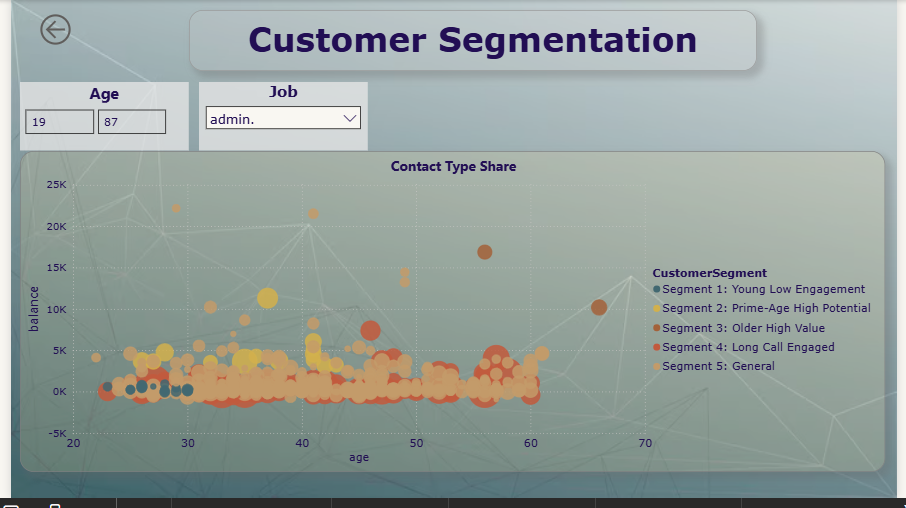 Customer Segmentation
Age
19 87
Job
admin.
Contact Type Share
25K
20K
15K
10K
5K
0K
-5K
balance
20 30 40 50 60 70
age
CustomerSegment
Segment 1: Young Low Engagement
Segment 2: Prime-Age High Potential
Segment 3: Older High Value
Segment 4: Long Call Engaged
Segment 5: General